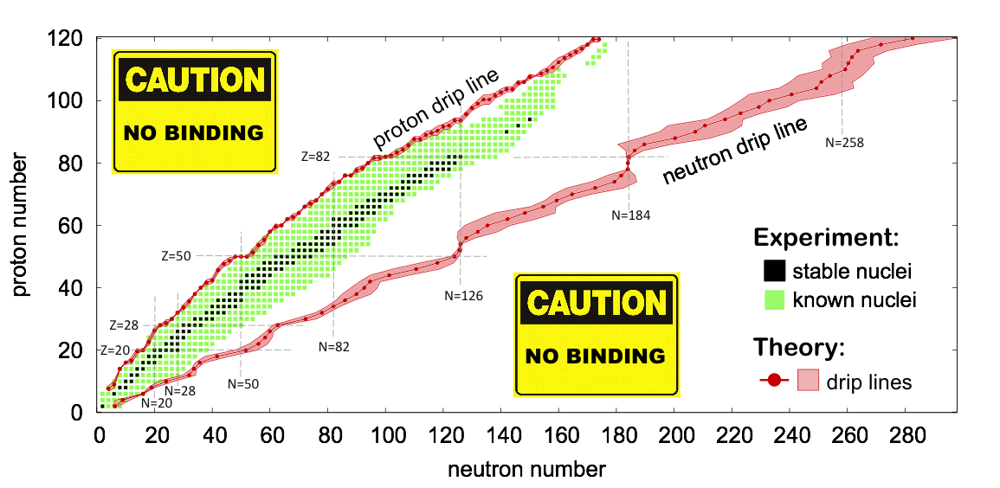 120
100
80
60
40
20
0
proton number
CAUTION
NO BINDING
proton drip line
Z=82
Z=50
Z=28
Z=20
N=20
N=28
N=50
N=82
N=126
N=184
N=258
neutron drip line
CAUTION
NO BINDING
Experiment:
stable nuclei
known nuclei
Theory:
drip lines
0 20 40 60 80 100 120 140 160 180 200 220 240 260 280
neutron number